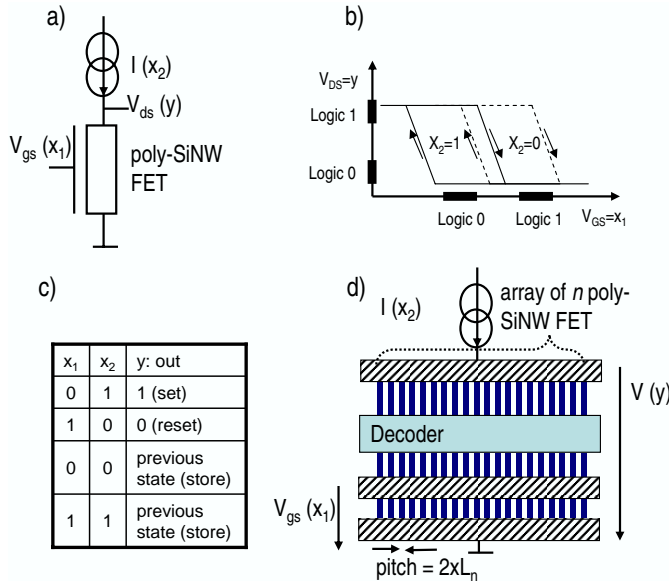 a)
I (x2)
Vds (y)
Vgs (x1)
poly-SiNW
FET
b)
VDS=y
Logic 1
Logic 0
X2=1
X2=0
Logic 0
Logic 1
VGS=x1
c)
x1 x2 y: out
0 1 1 (set)
1 0 0 (reset)
0 0 previous
state (store)
1 1 previous
state (store)
d)
I (x2)
array of n poly-
SiNW FET
V (y)
Decoder
Vgs (x1)
pitch = 2xLn